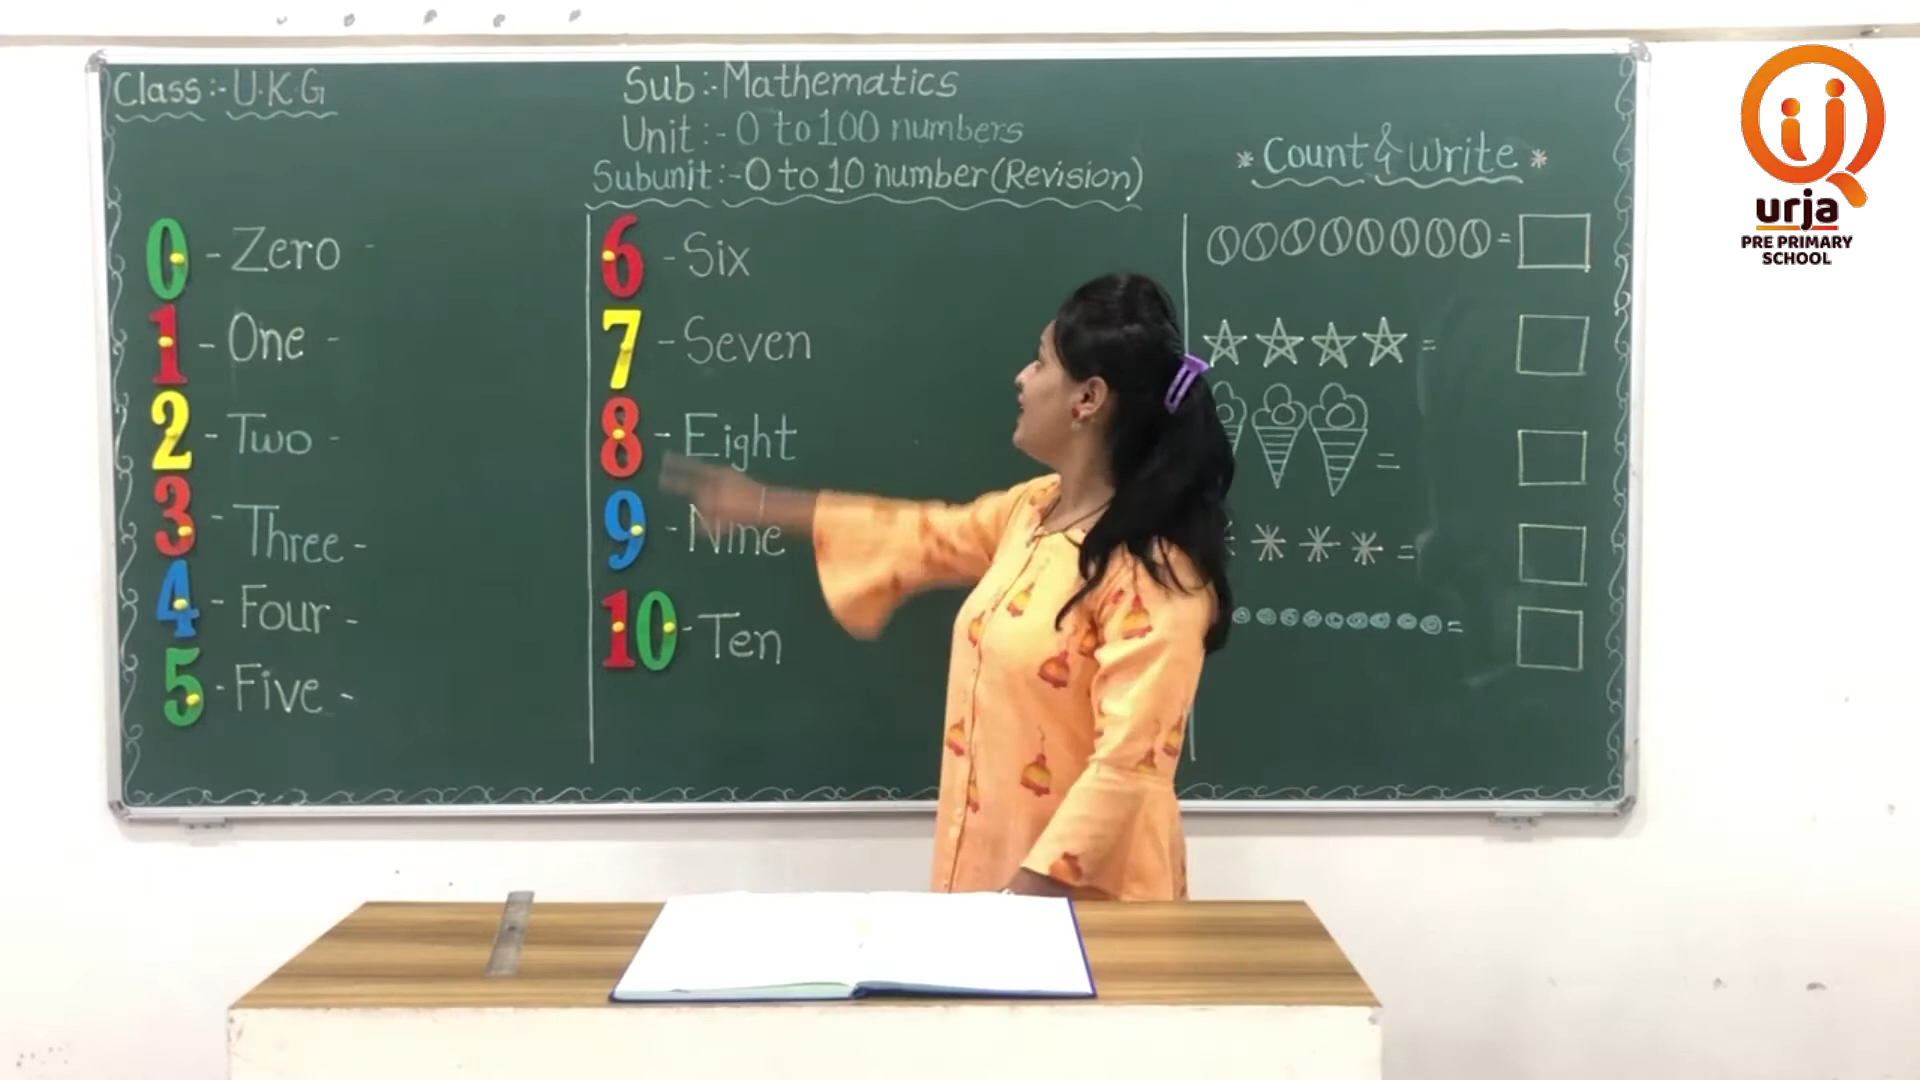 Class:- U.K.G
Sub:- Mathematics
Unit:- 0 to 100 numbers
Subunit:- 0 to 10 number (Revision)
0 - Zero -
1 - One -
2 - Two -
3 - Three -
4 - Four -
5 - Five -
6 - Six
7 - Seven
8 - Eight
9 - Nine
10 - Ten
* Count & Write *
=
=
=
=
=
urja
PRE PRIMARY
SCHOOL